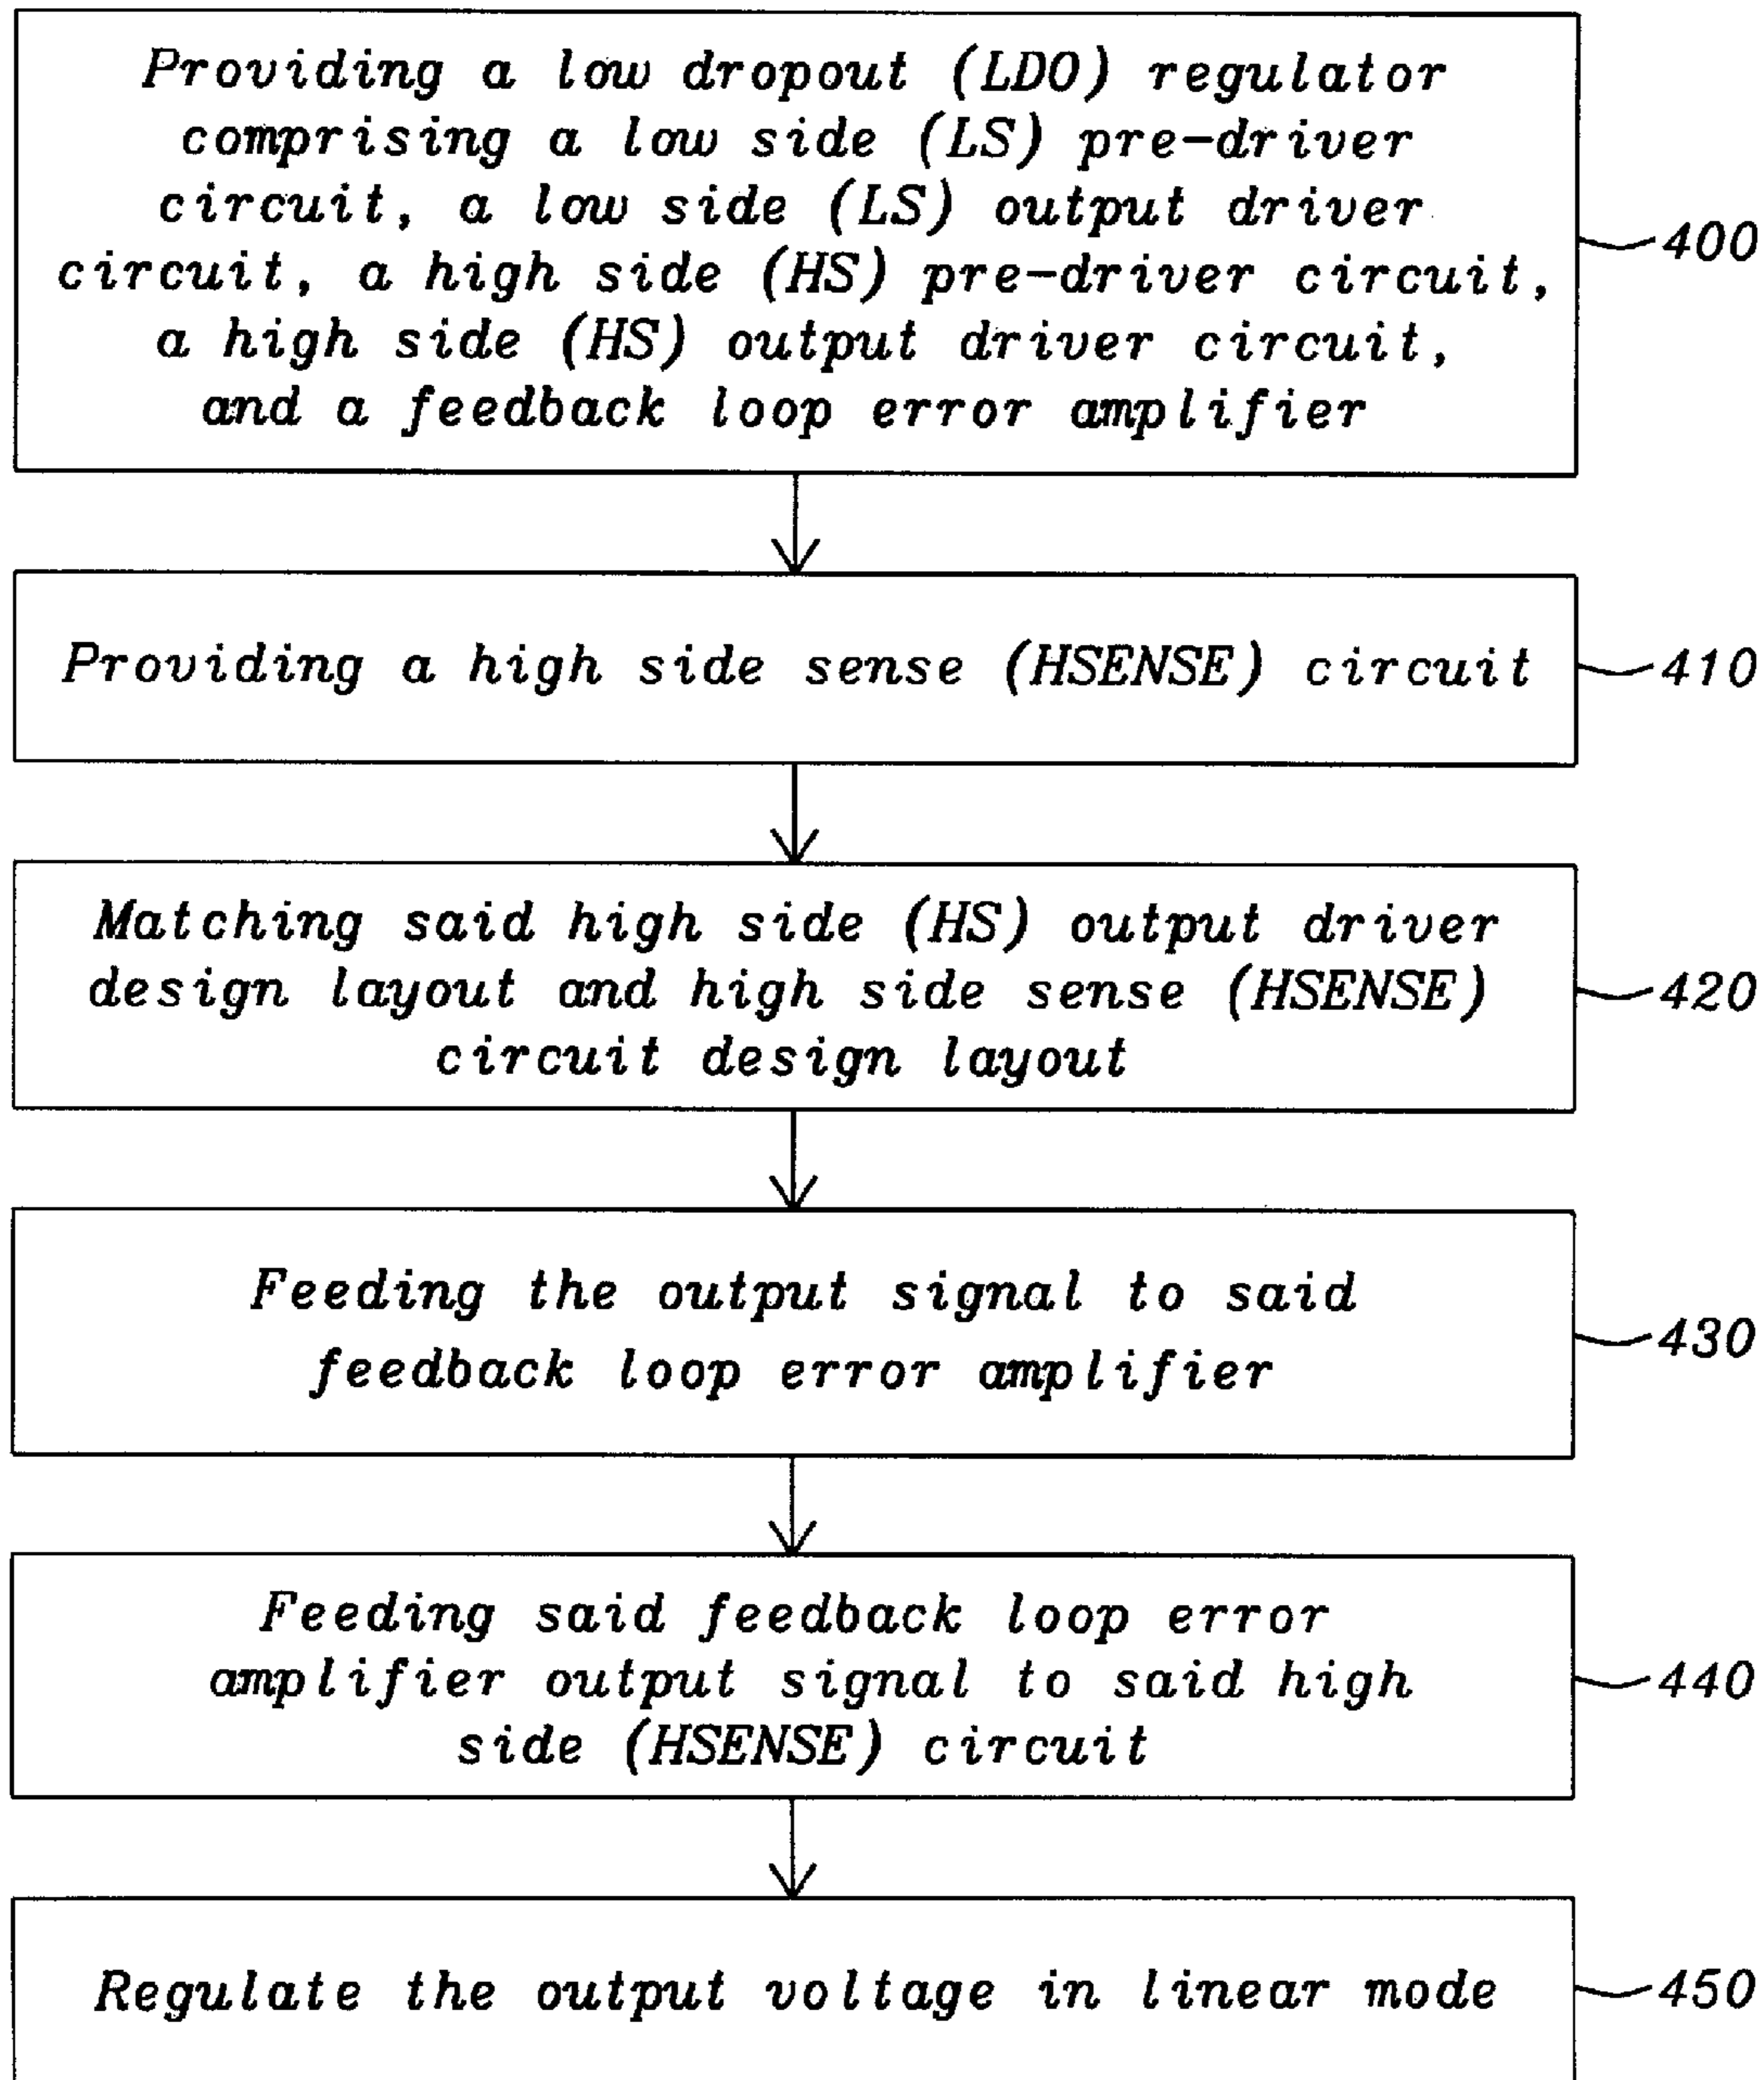 Providing a low dropout (LDO) regulator
comprising a low side (LS) pre-driver
circuit, a low side (LS) output driver
circuit, a high side (HS) pre-driver circuit,
a high side (HS) output driver circuit,
and a feedback loop error amplifier
400
Providing a high side sense (HSENSE) circuit
410
Matching said high side (HS) output driver
design layout and high side sense (HSENSE)
circuit design layout
420
Feeding the output signal to said
feedback loop error amplifier
430
Feeding said feedback loop error
amplifier output signal to said high
side (HSENSE) circuit
440
Regulate the output voltage in linear mode
450